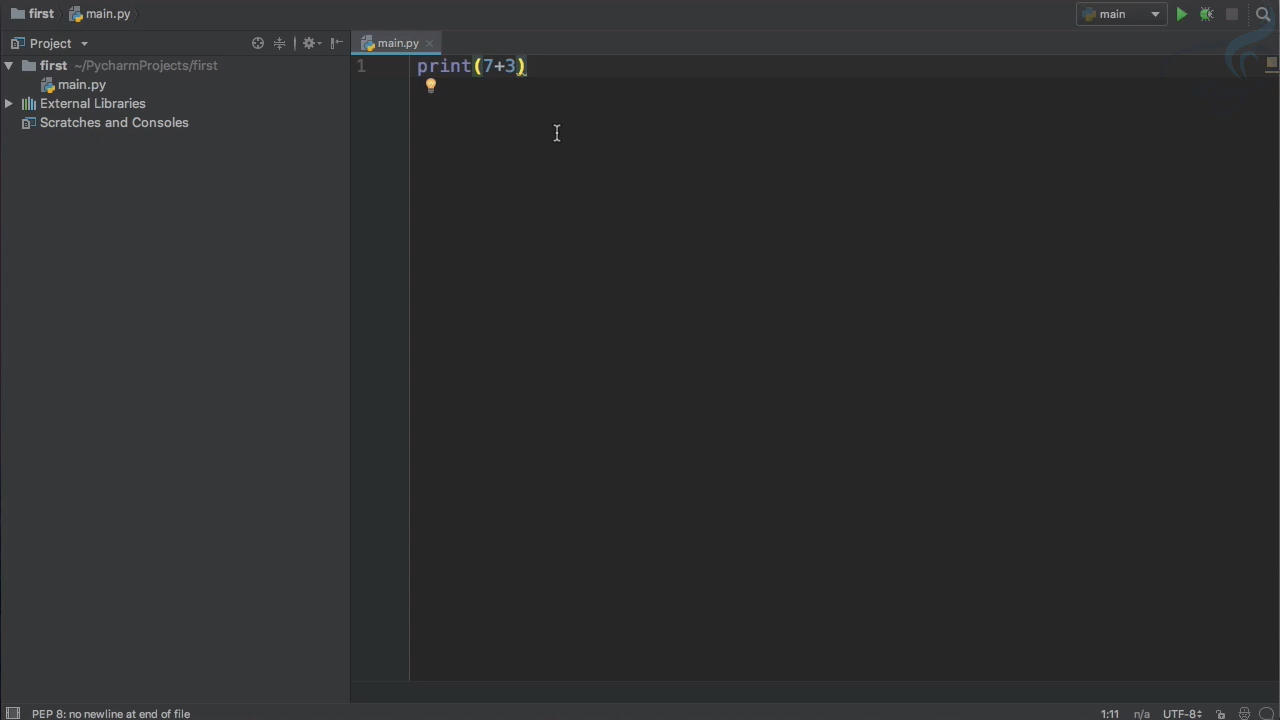 first main.py
main
Project
main.py
first ~/PycharmProjects/first
main.py
External Libraries
Scratches and Consoles
1 print(7+3)
PEP 8: no newline at end of file
1:11 n/a UTF-8